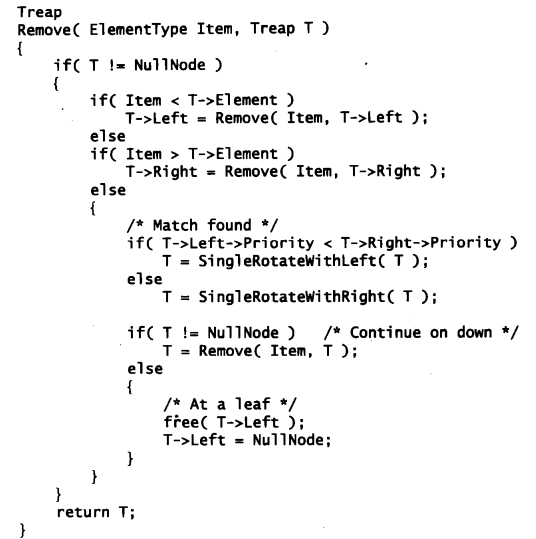 Treap
Remove( ElementType Item, Treap T )
{
    if( T != NullNode )
    {
        if( Item < T->Element )
            T->Left = Remove( Item, T->Left );
        else
        if( Item > T->Element )
            T->Right = Remove( Item, T->Right );
        else
        {
            /* Match found */
            if( T->Left->Priority < T->Right->Priority )
                T = SingleRotateWithLeft( T );
            else
                T = SingleRotateWithRight( T );

            if( T != NullNode )   /* Continue on down */
                T = Remove( Item, T );
            else
            {
                /* At a leaf */
                free( T->Left );
                T->Left = NullNode;
            }
        }
    }
    return T;
}